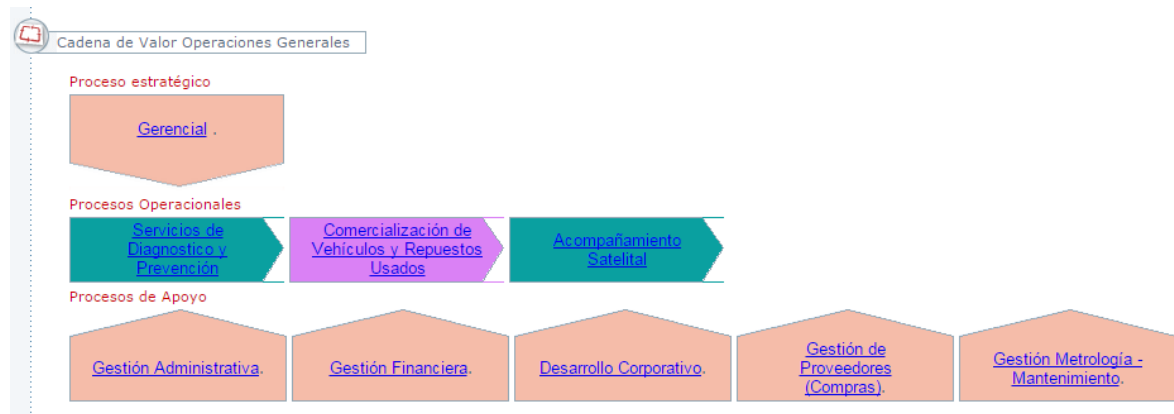 Cadena de Valor Operaciones Generales
Proceso estratégico
Gerencial .
Procesos Operacionales
Servicios de
Diagnostico y
Prevención
Comercialización de
Vehículos y Repuestos
Usados
Acompañamiento
Satelital
Procesos de Apoyo
Gestión Administrativa.
Gestión Financiera.
Desarrollo Corporativo.
Gestión de
Proveedores
(Compras).
Gestión Metrología -
Mantenimiento.